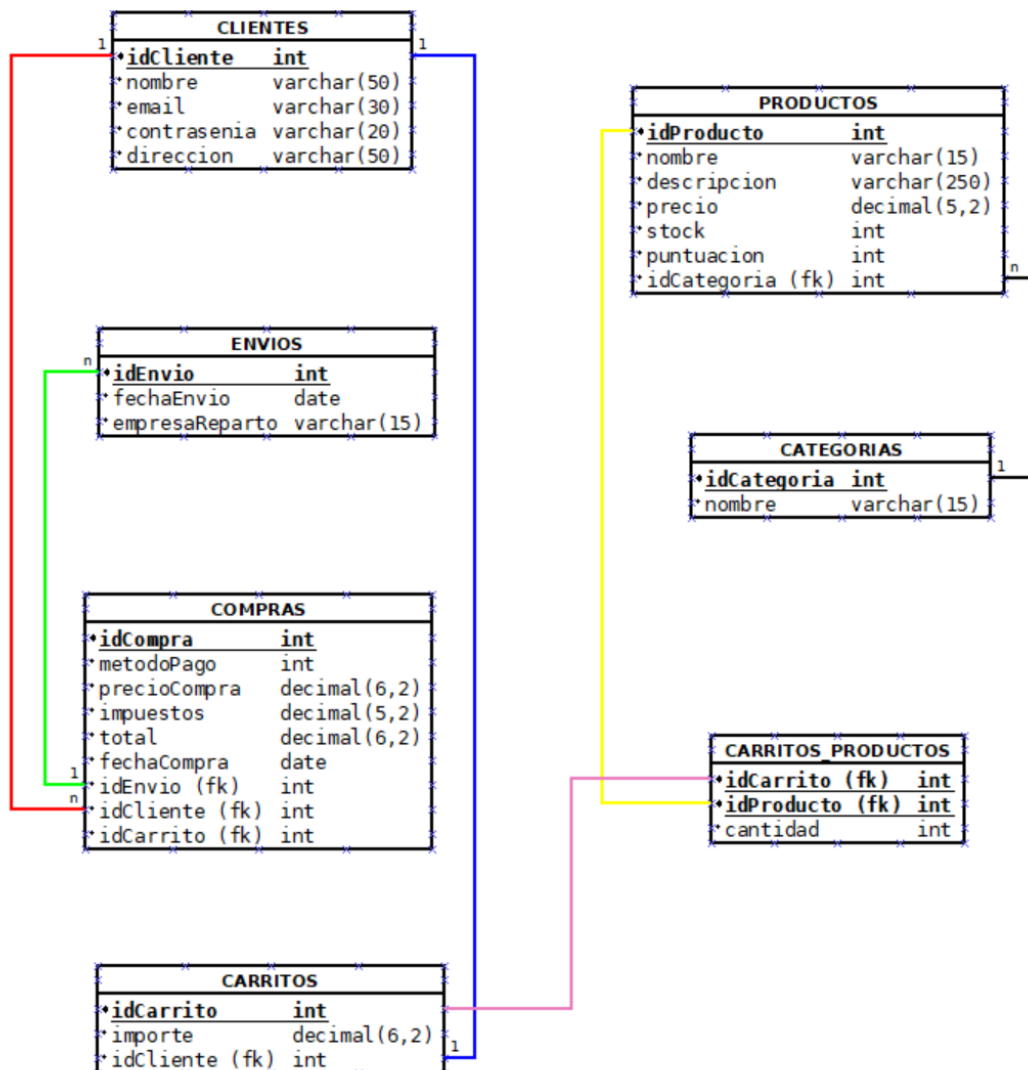 CLIENTES
1
1
idCliente int
nombre varchar(50)
email varchar(30)
contrasenia varchar(20)
direccion varchar(50)
PRODUCTOS
idProducto int
nombre varchar(15)
descripcion varchar(250)
precio decimal(5,2)
stock int
puntuacion int
idCategoria (fk) int
n
ENVIOS
n
idEnvio int
fechaEnvio date
empresaReparto varchar(15)
CATEGORIAS
idCategoria int
1
nombre varchar(15)
COMPRAS
idCompra int
metodoPago int
precioCompra decimal(6,2)
impuestos decimal(5,2)
total decimal(6,2)
fechaCompra date
1
idEnvio (fk) int
n
idCliente (fk) int
idCarrito (fk) int
CARRITOS_PRODUCTOS
idCarrito (fk) int
idProducto (fk) int
cantidad int
CARRITOS
idCarrito int
importe decimal(6,2)
1
idCliente (fk) int